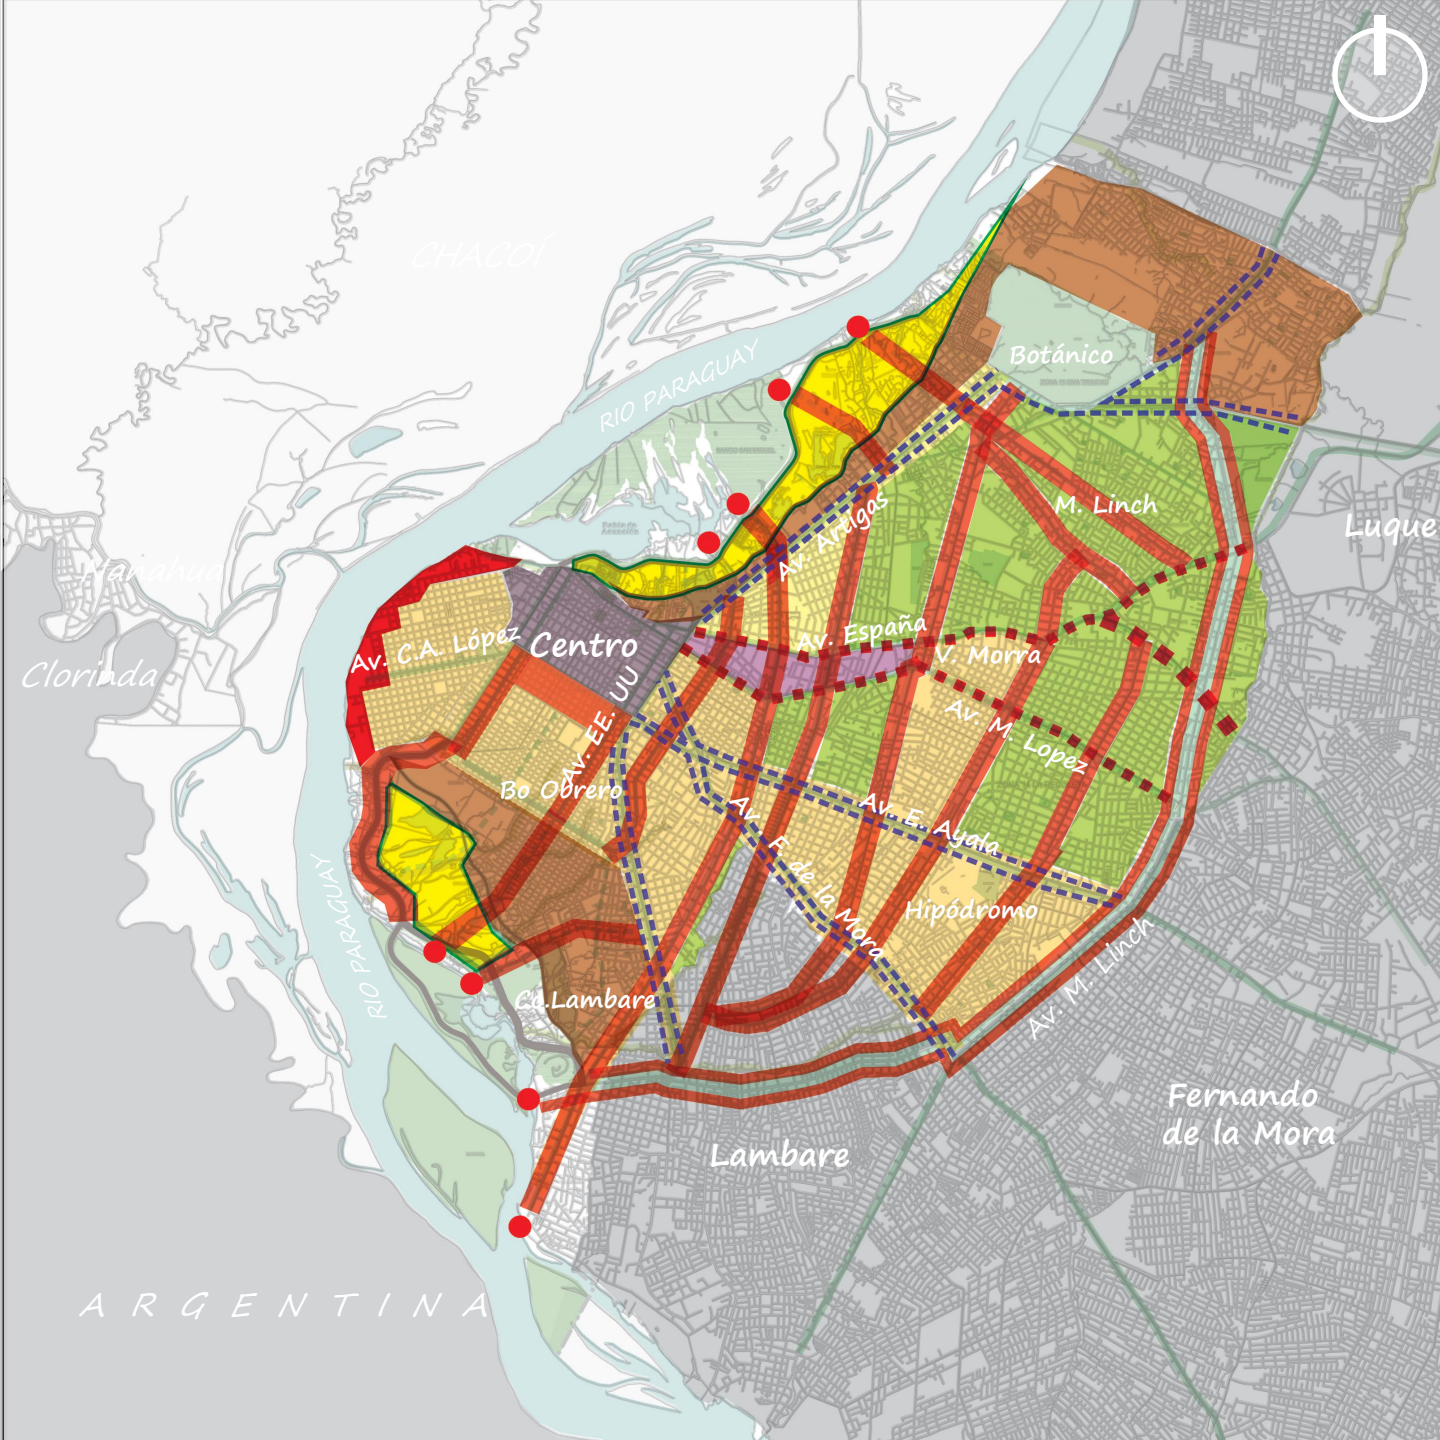 CHACOÍ
RIO PARAGUAY
Botánico
M. Linch
Luque
Av. Artigas
Nanahua
Clorinda
Av. C.A. López
Centro
Av. España
V. Morra
Av. EE. UU
Av. M. Lopez
Bo Obrero
Av. E. Ayala
Av. F. de la Mora
Hipódromo
RIO PARAGUAY
Co.Lambare
Av. M. Linch
Fernando
de la Mora
Lambare
ARGENTINA